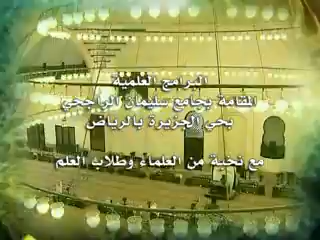 البرامج العلمية
المقامة بجامع سليمان الراجحي
بحي الجزيرة بالرياض
مع نخبة من العلماء وطلاب العلم